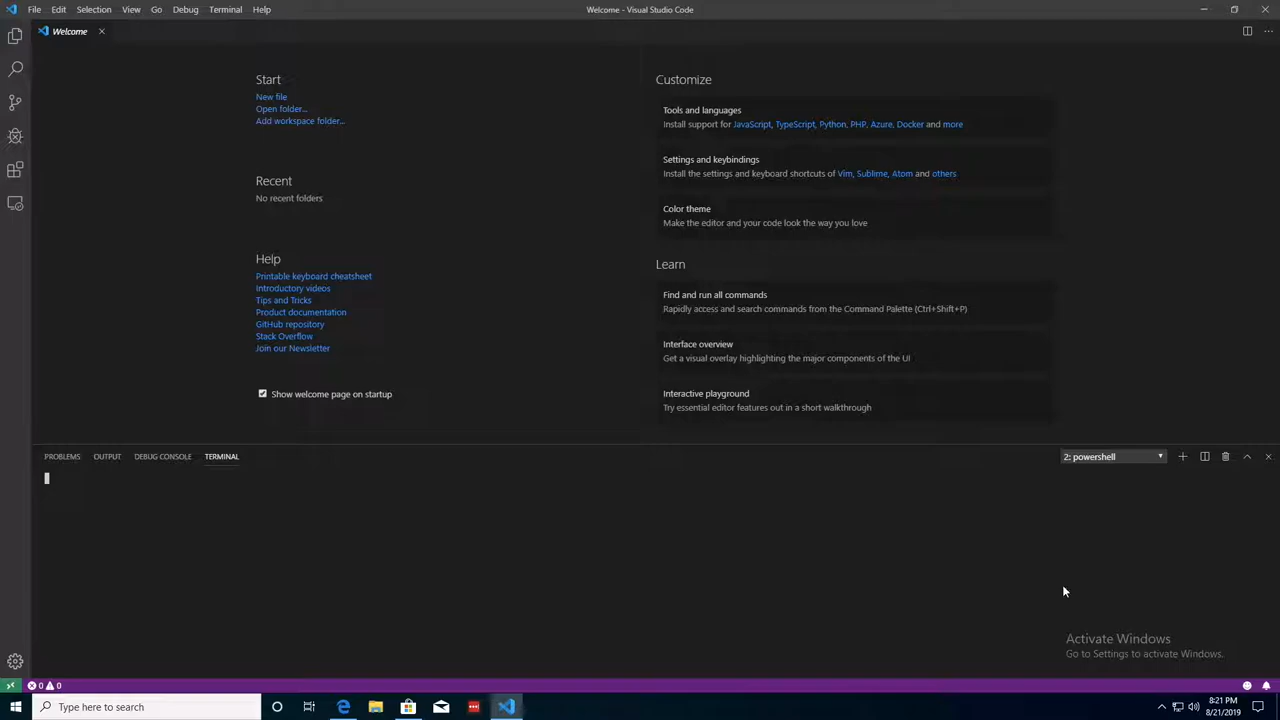 File Edit Selection View Go Debug Terminal Help
Welcome - Visual Studio Code
Welcome
Start
New file
Open folder...
Add workspace folder...
Recent
No recent folders
Help
Printable keyboard cheatsheet
Introductory videos
Tips and Tricks
Product documentation
GitHub repository
Stack Overflow
Join our Newsletter
Show welcome page on startup
Customize
Tools and languages
Install support for JavaScript, TypeScript, Python, PHP, Azure, Docker and more
Settings and keybindings
Install the settings and keyboard shortcuts of Vim, Sublime, Atom and others
Color theme
Make the editor and your code look the way you love
Learn
Find and run all commands
Rapidly access and search commands from the Command Palette (Ctrl+Shift+P)
Interface overview
Get a visual overlay highlighting the major components of the UI
Interactive playground
Try essential editor features out in a short walkthrough
PROBLEMS OUTPUT DEBUG CONSOLE TERMINAL
2: powershell
Activate Windows
Go to Settings to activate Windows.
0 0
Type here to search
8:21 PM
8/21/2019